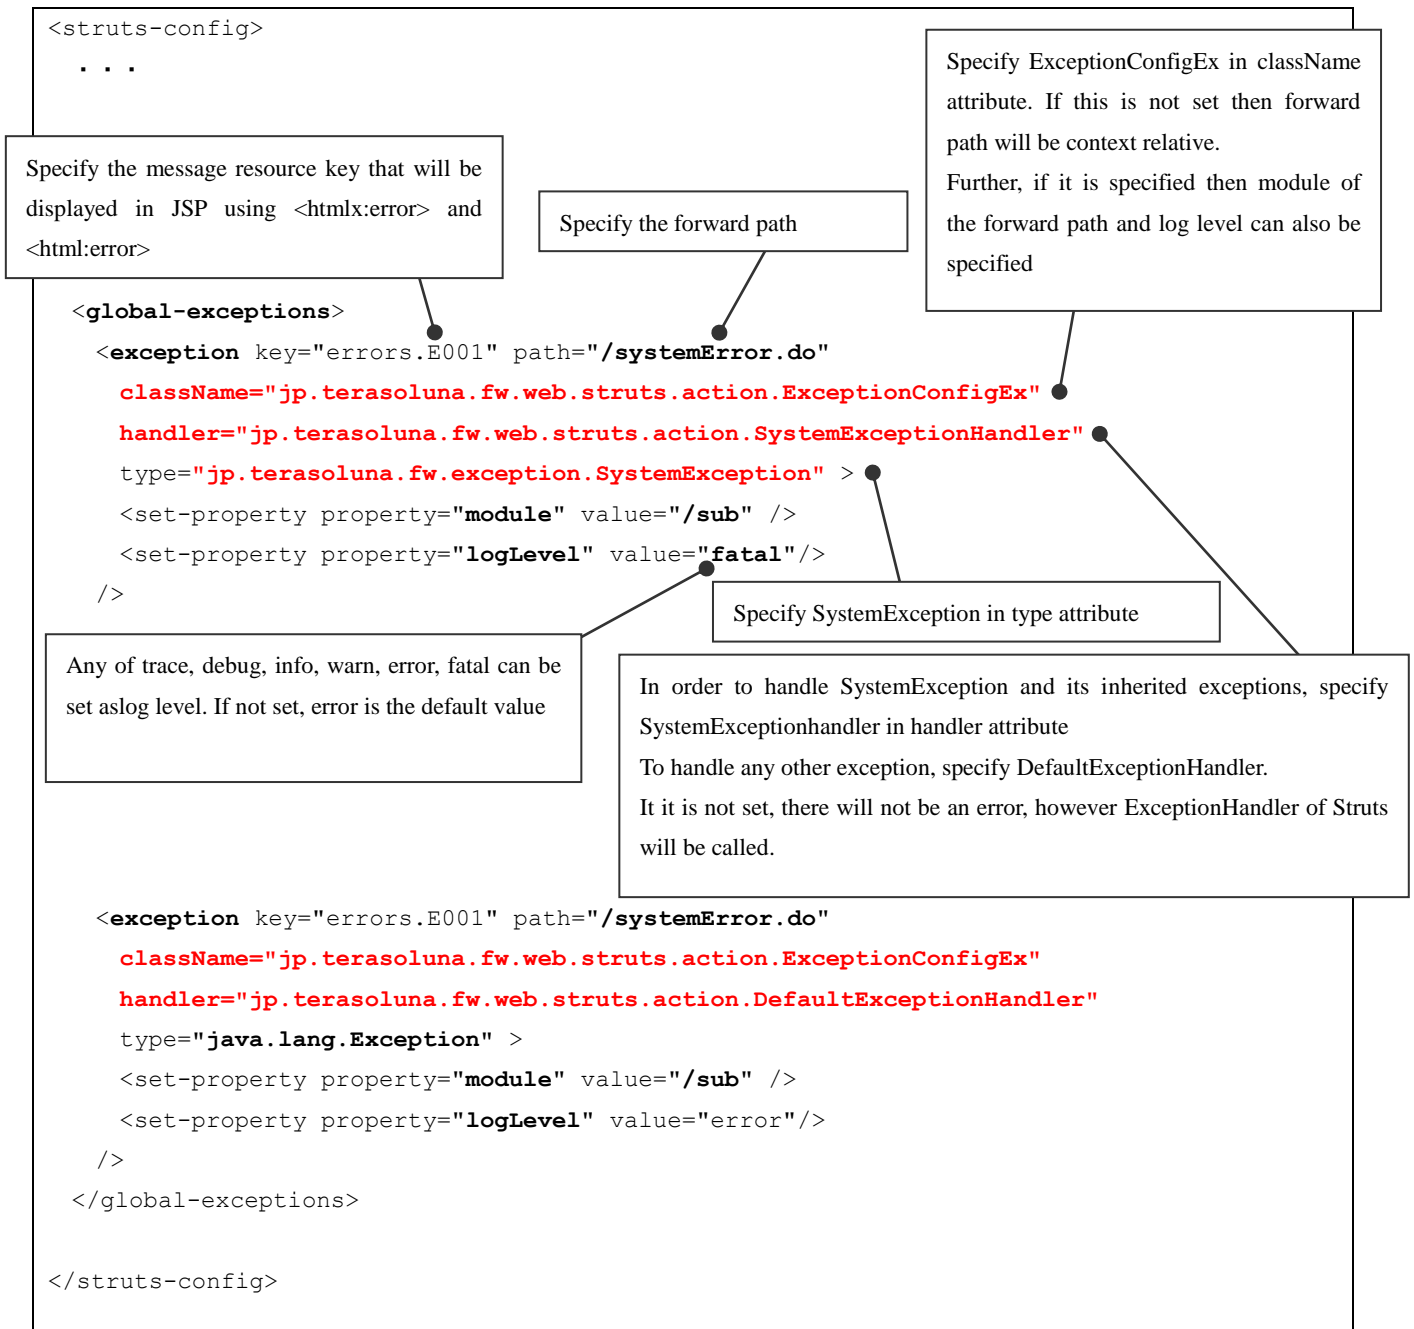 <struts-config>
. . .
Specify ExceptionConfigEx in className
attribute. If this is not set then forward
path will be context relative.
Further, if it is specified then module of
the forward path and log level can also be
specified
Specify the message resource key that will be
displayed in JSP using <htmlx:error> and
<html:error>
Specify the forward path
<global-exceptions>
<exception key="errors.E001" path="/systemError.do"
className="jp.terasoluna.fw.web.struts.action.ExceptionConfigEx"
handler="jp.terasoluna.fw.web.struts.action.SystemExceptionHandler"
type="jp.terasoluna.fw.exception.SystemException" >
<set-property property="module" value="/sub" />
<set-property property="logLevel" value="fatal"/>
/>
Specify SystemException in type attribute
Any of trace, debug, info, warn, error, fatal can be
set aslog level. If not set, error is the default value
In order to handle SystemException and its inherited exceptions, specify
SystemExceptionhandler in handler attribute
To handle any other exception, specify DefaultExceptionHandler.
It it is not set, there will not be an error, however ExceptionHandler of Struts
will be called.
<exception key="errors.E001" path="/systemError.do"
className="jp.terasoluna.fw.web.struts.action.ExceptionConfigEx"
handler="jp.terasoluna.fw.web.struts.action.DefaultExceptionHandler"
type="java.lang.Exception" >
<set-property property="module" value="/sub" />
<set-property property="logLevel" value="error"/>
/>
</global-exceptions>
</struts-config>